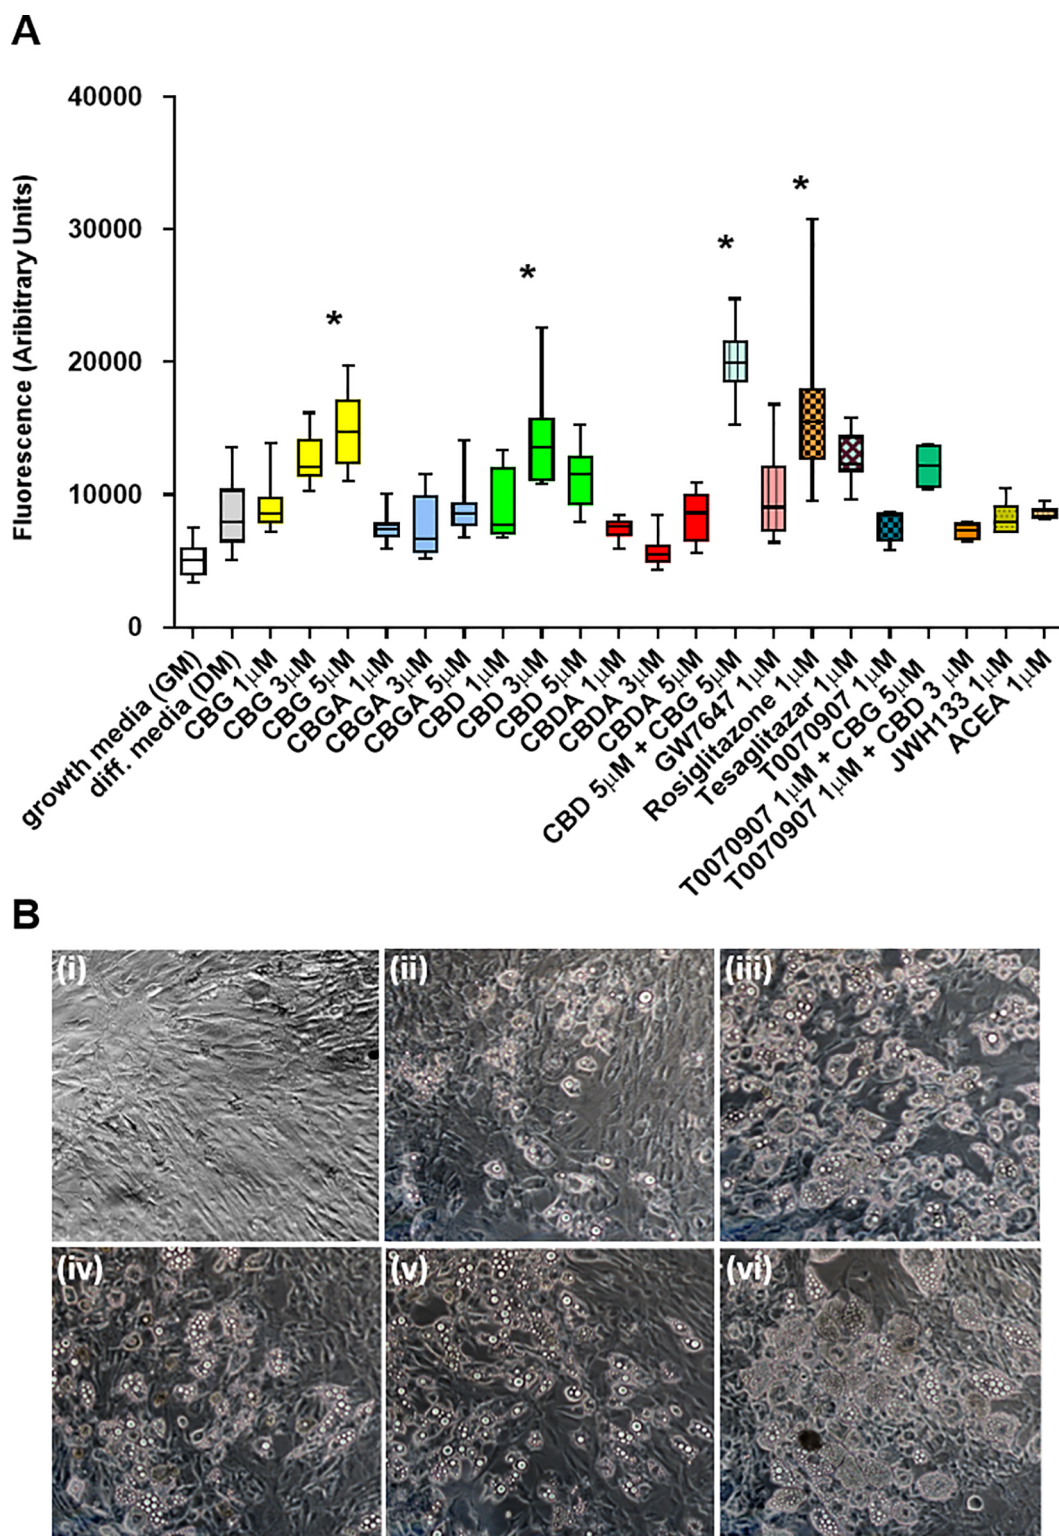 A
Fluorescence (Aribitrary Units)
40000
30000
20000
10000
0
*
*
*
*
growth media (GM)
diff. media (DM)
CBG 1μM
CBG 3μM
CBG 5μM
CBGA 1μM
CBGA 3μM
CBGA 5μM
CBD 1μM
CBD 3μM
CBD 5μM
CBDA 1μM
CBDA 3μM
CBDA 5μM
CBD 5μM + CBG 5μM
GW7647 1μM
Rosiglitazone 1μM
Tesaglitazar 1μM
T0070907 1μM
T0070907 1μM + CBG 5μM
T0070907 1μM + CBD 3 μM
JWH133 1μM
ACEA 1μM
B
(i)
(ii)
(iii)
(iv)
(v)
(vi)